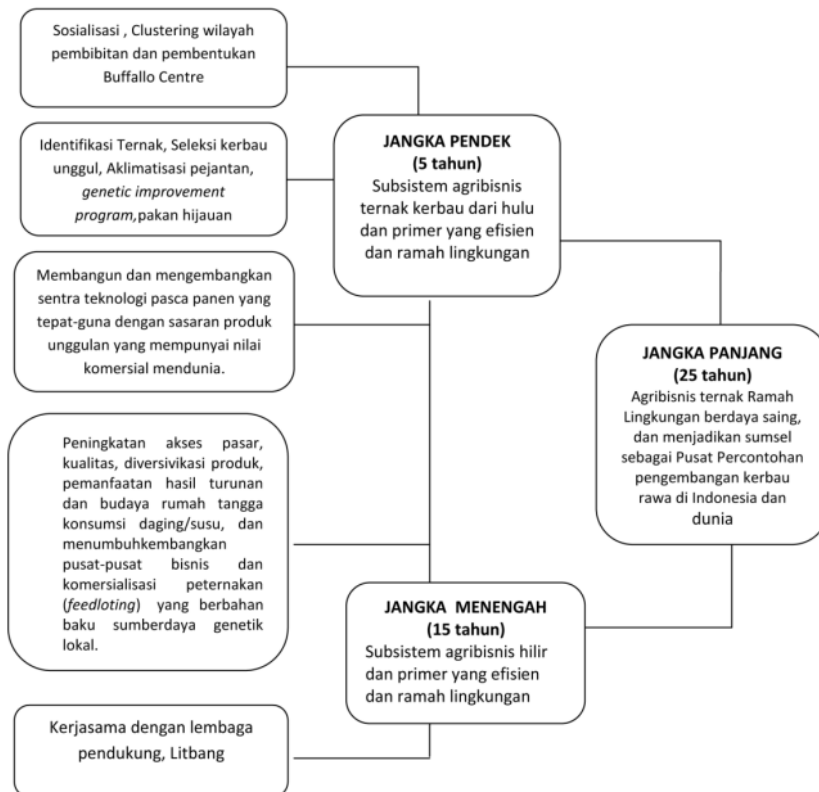 Sosialisasi , Clustering wilayah
pembibitan dan pembentukan
Buffallo Centre
Identifikasi Ternak, Seleksi kerbau
unggul, Aklimatisasi pejantan,
genetic improvement
program,pakan hijauan
Membangun dan mengembangkan
sentra teknologi pasca panen yang
tepat-guna dengan sasaran produk
unggulan yang mempunyai nilai
komersial mendunia.
Peningkatan akses pasar,
kualitas, diversivikasi produk,
pemanfaatan hasil turunan
dan budaya rumah tangga
konsumsi daging/susu, dan
menumbuhkembangkan
pusat-pusat bisnis dan
komersialisasi peternakan
(feedloting) yang berbahan
baku sumberdaya genetik
lokal.
Kerjasama dengan lembaga
pendukung, Litbang
JANGKA PENDEK
(5 tahun)
Subsistem agribisnis
ternak kerbau dari hulu
dan primer yang efisien
dan ramah lingkungan
JANGKA MENENGAH
(15 tahun)
Subsistem agribisnis hilir
dan primer yang efisien
dan ramah lingkungan
JANGKA PANJANG
(25 tahun)
Agribisnis ternak Ramah
Lingkungan berdaya saing,
dan menjadikan sumsel
sebagai Pusat Percontohan
pengembangan kerbau
rawa di Indonesia dan
dunia